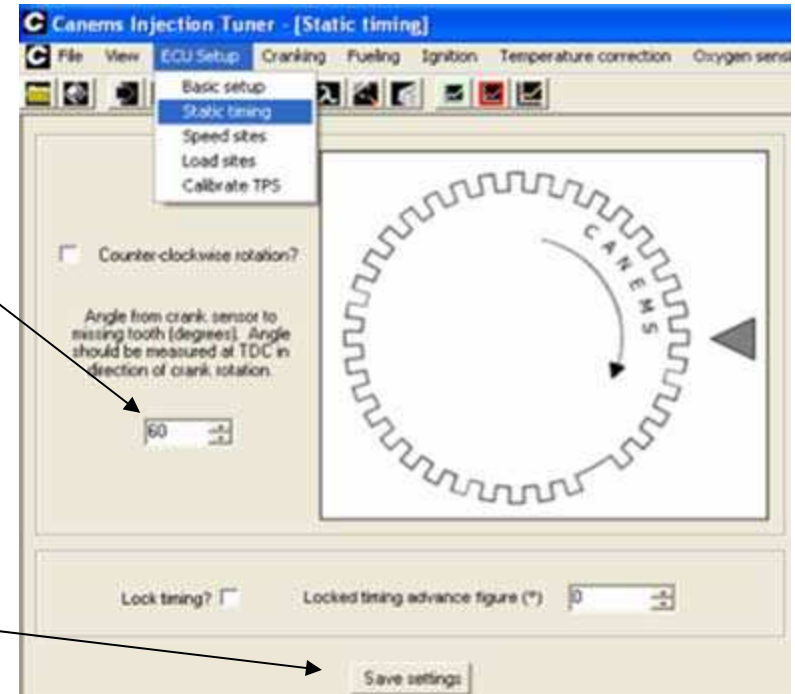 Canems Injection Tuner - [Static timing]
File View ECU Setup Cranking Fueling Ignition Temperature correction Oxygen sens
Basic setup
Static timing
Speed sites
Load sites
Calibrate TPS
Counter-clockwise rotation?
Angle from crank sensor to
missing tooth (degrees). Angle
should be measured at TDC in
direction of crank rotation.
60
CANEMS
Lock timing?
Locked timing advance figure (°) 0
Save settings